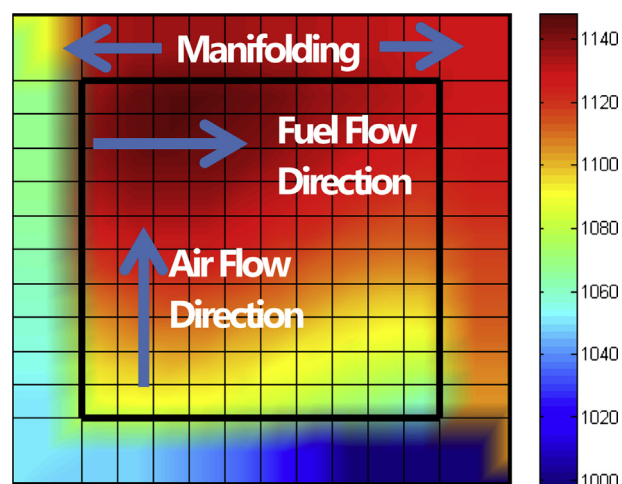 Manifolding
Fuel Flow
Direction
Air Flow
Direction
1140
1120
1100
1080
1060
1040
1020
1000